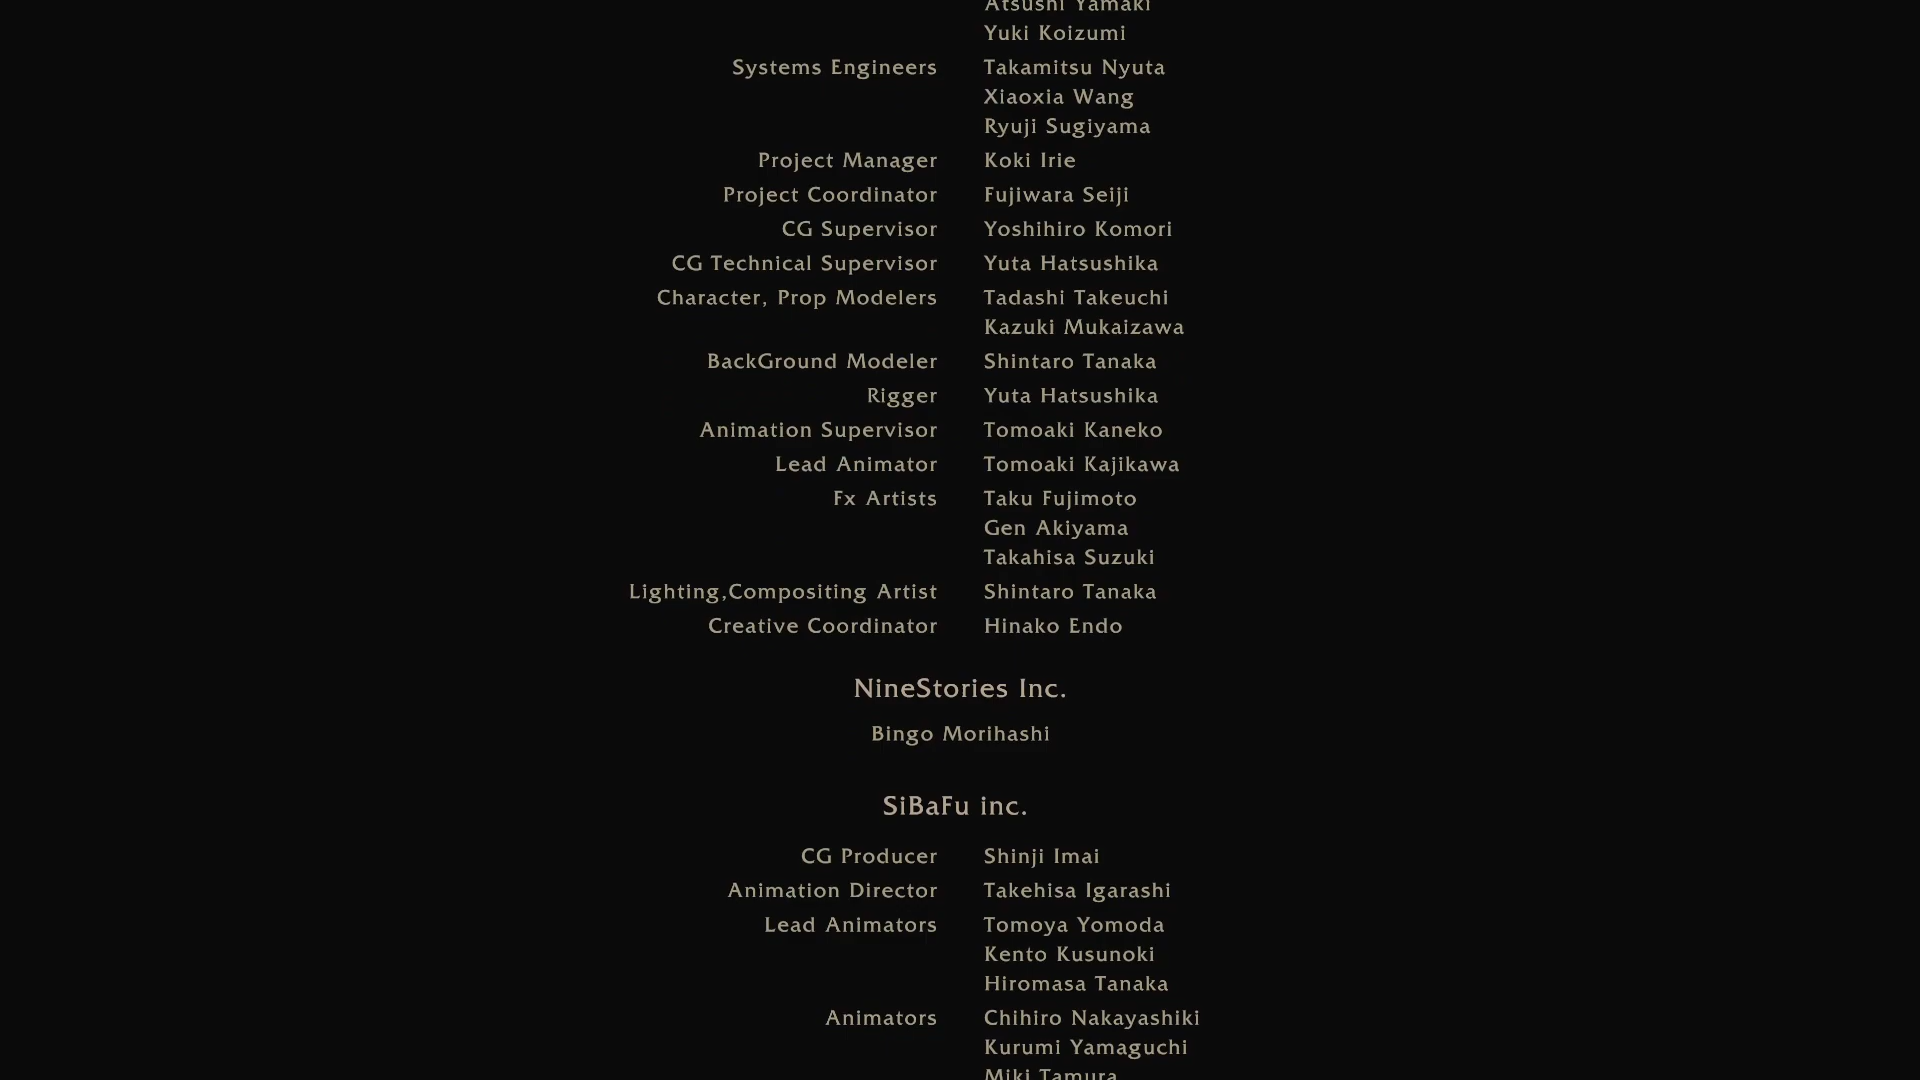 Atsushi Yamaki
Yuki Koizumi
Systems Engineers Takamitsu Nyuta
Xiaoxia Wang
Ryuji Sugiyama
Project Manager Koki Irie
Project Coordinator Fujiwara Seiji
CG Supervisor Yoshihiro Komori
CG Technical Supervisor Yuta Hatsushika
Character, Prop Modelers Tadashi Takeuchi
Kazuki Mukaizawa
BackGround Modeler Shintaro Tanaka
Rigger Yuta Hatsushika
Animation Supervisor Tomoaki Kaneko
Lead Animator Tomoaki Kajikawa
Fx Artists Taku Fujimoto
Gen Akiyama
Takahisa Suzuki
Lighting,Compositing Artist Shintaro Tanaka
Creative Coordinator Hinako Endo
NineStories Inc.
Bingo Morihashi
SiBaFu inc.
CG Producer Shinji Imai
Animation Director Takehisa Igarashi
Lead Animators Tomoya Yomoda
Kento Kusunoki
Hiromasa Tanaka
Animators Chihiro Nakayashiki
Kurumi Yamaguchi
Miki Tamura